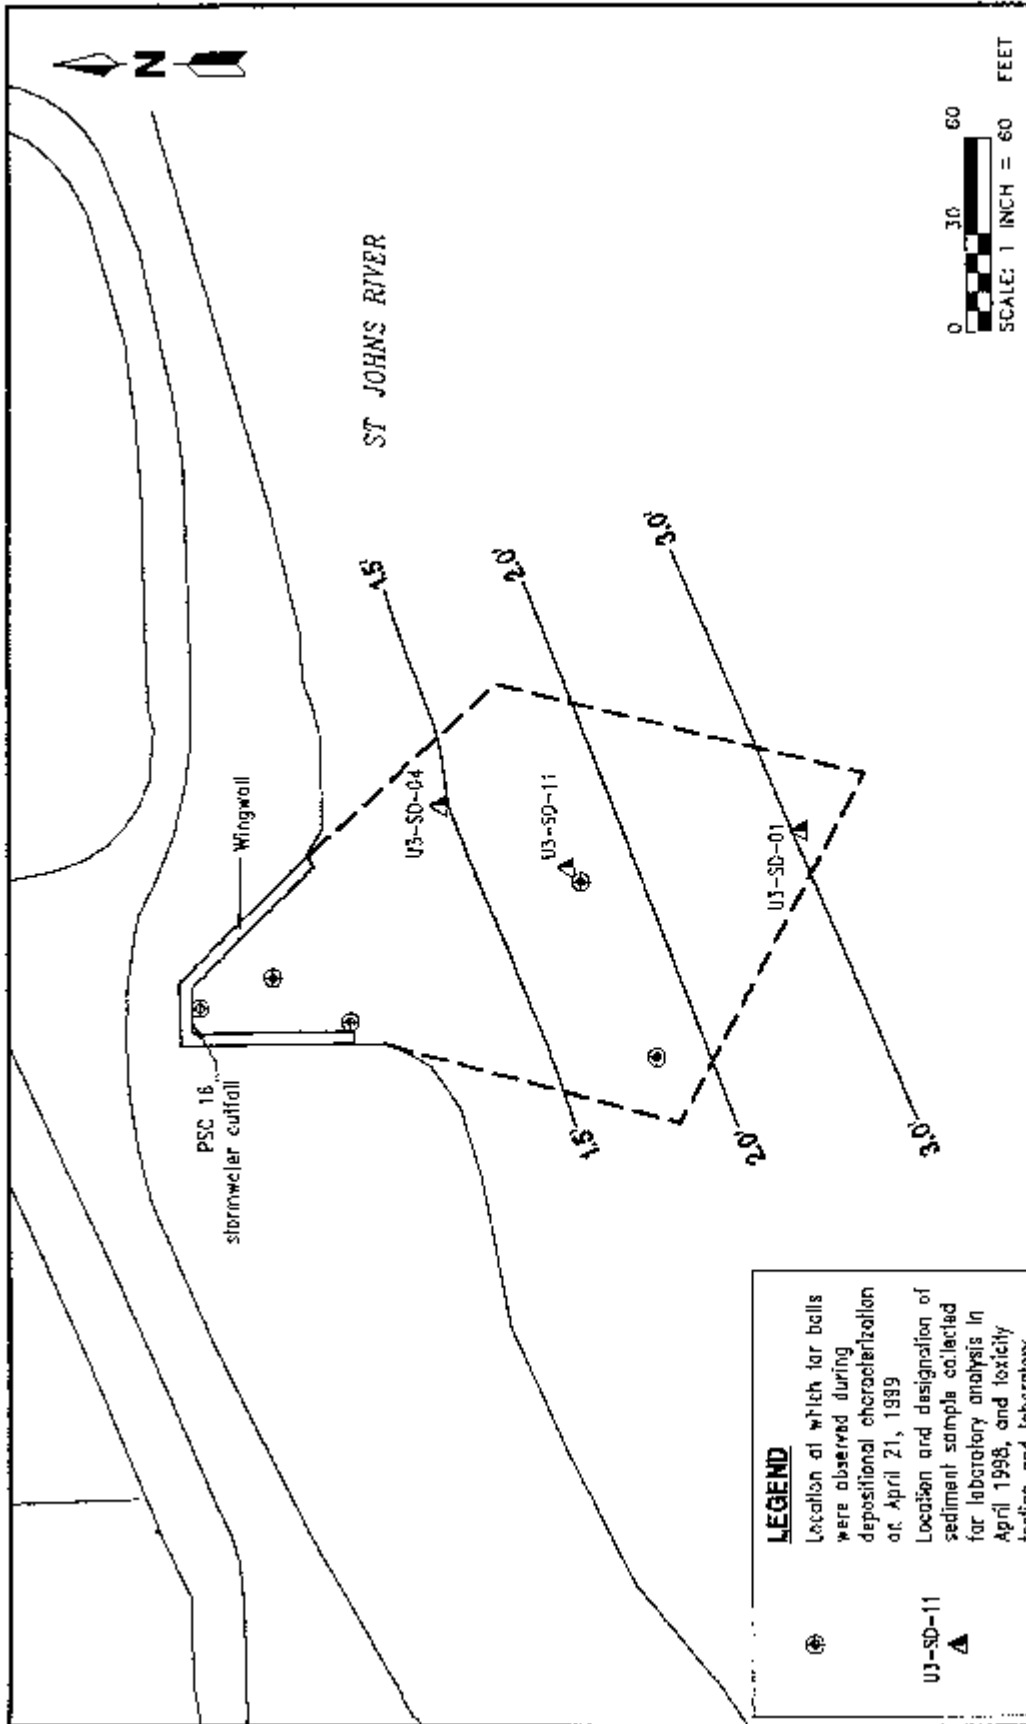 N
ST JOHNS RIVER
Wingwall
PSC 16
stormwater outfall
1.5'
2.0'
3.0'
U3-SD-04
U3-SD-11
U3-SD-01
1.5'
2.0'
3.0'
0 30 60
SCALE: 1 INCH = 60 FEET
LEGEND
Location at which tar balls
were observed during
depositional characterization
on April 21, 1999
U3-SD-11
Location and designation of
sediment sample collected
for laboratory analysis in
April 1998, and toxicity